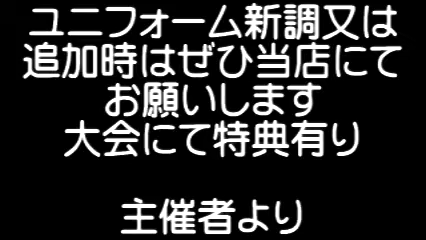 ユニフォーム新調又は
追加時はぜひ当店にて
お願いします
大会にて特典有り
主催者より